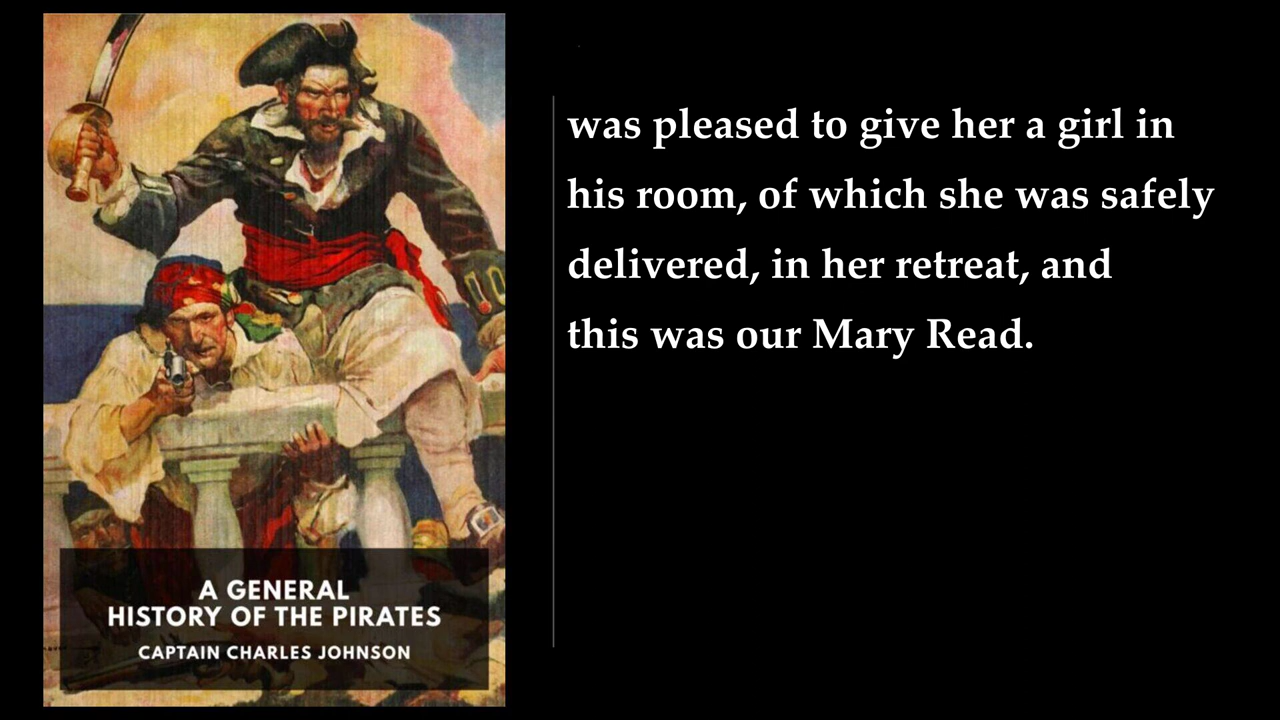 was pleased to give her a girl in
his room, of which she was safely
delivered, in her retreat, and
this was our Mary Read.
A GENERAL
HISTORY OF THE PIRATES
CAPTAIN CHARLES JOHNSON